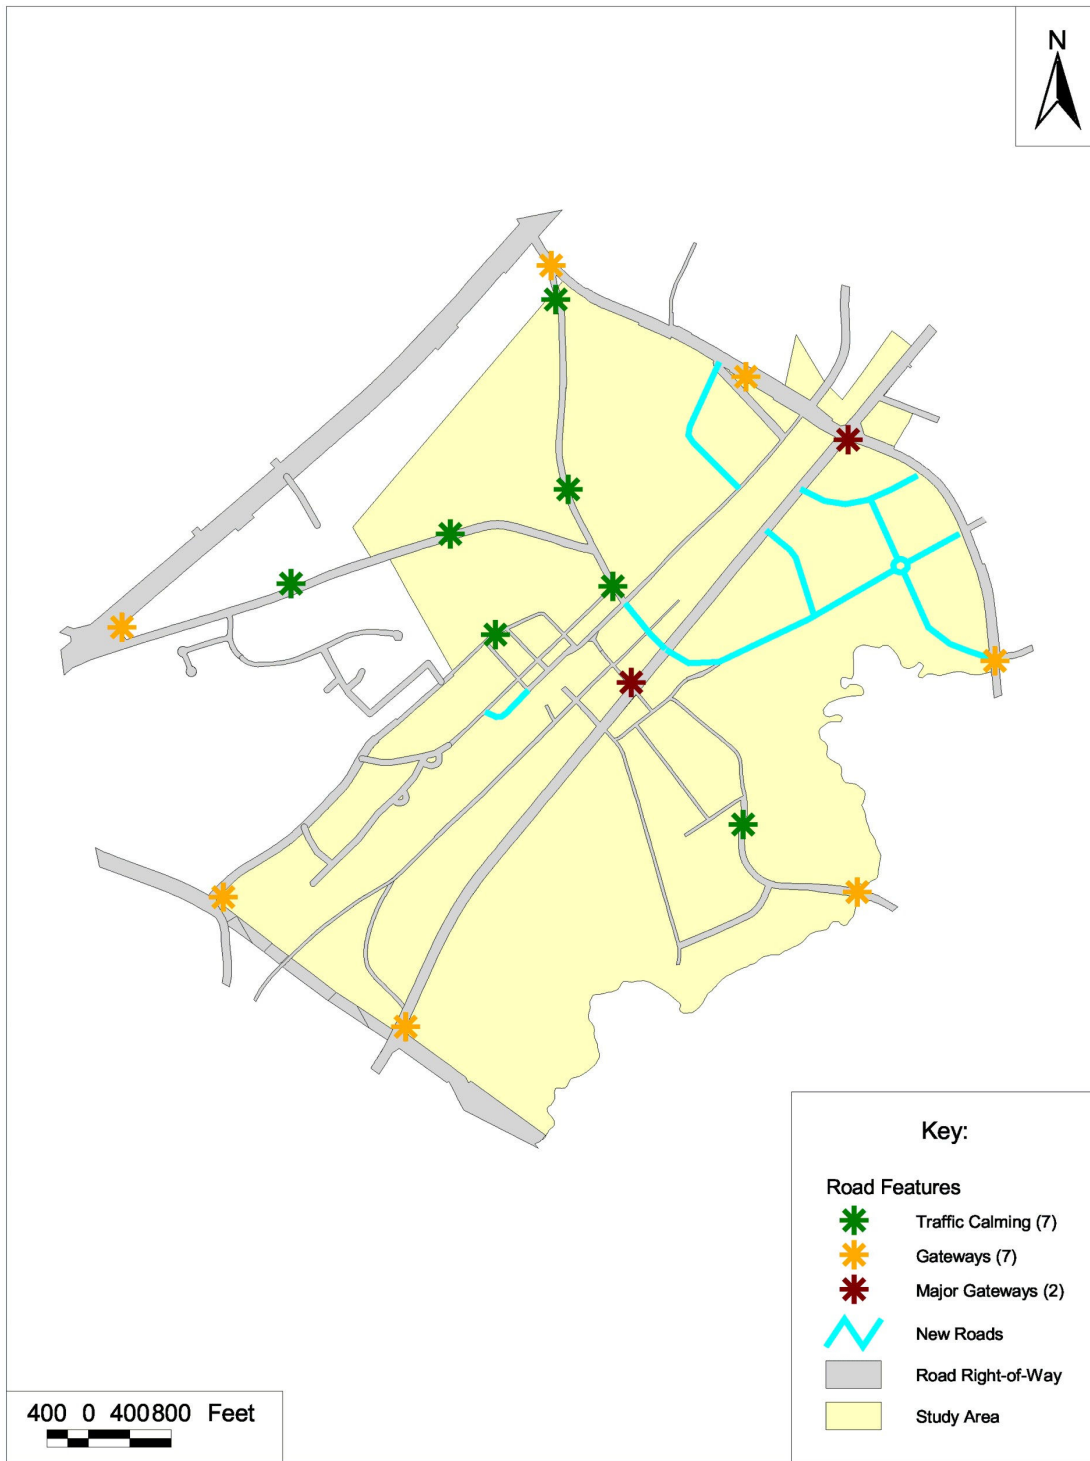 N
Key:
Road Features
Traffic Calming (7)
Gateways (7)
Major Gateways (2)
New Roads
Road Right-of-Way
Study Area
400 0 400 800 Feet